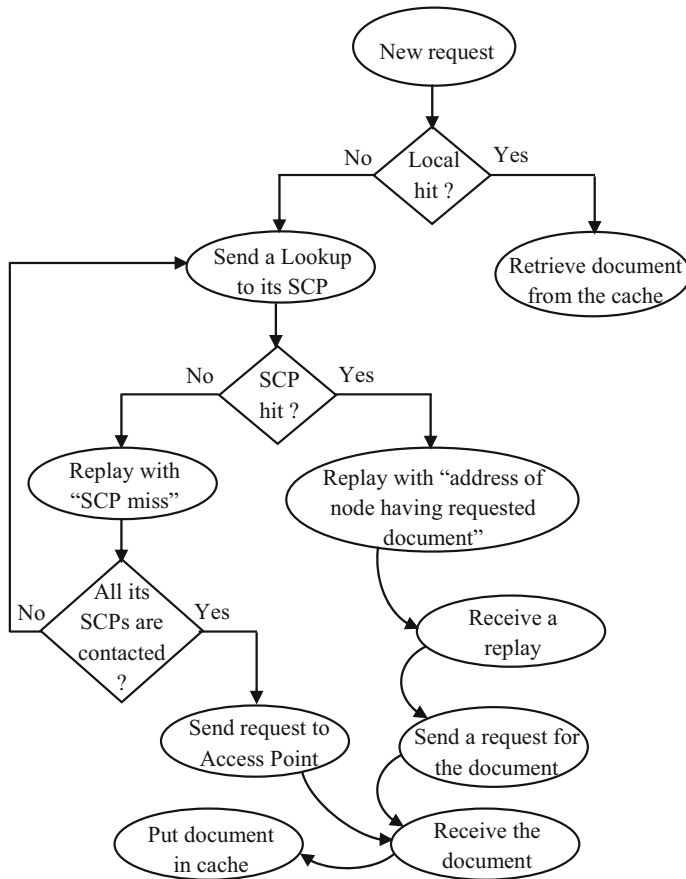 New request
Local
hit ?
No
Yes
Send a Lookup
to its SCP
Retrieve document
from the cache
SCP
hit ?
No
Yes
Replay with
“SCP miss”
Replay with “address of
node having requested
document”
All its
SCPs are
contacted
?
No
Yes
Receive a
replay
Send request to
Access Point
Send a request for
the document
Put document
in cache
Receive the
document